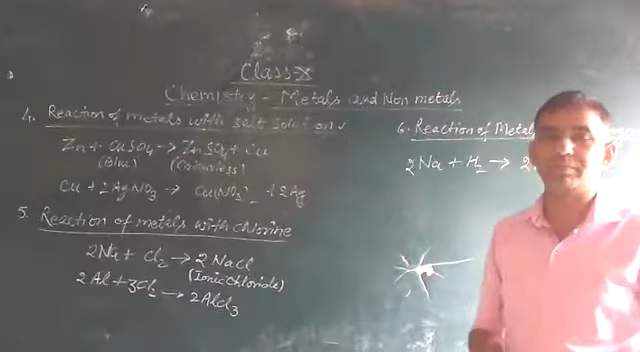 Class-X
Chemistry - Metals and Non metals
4. Reaction of metals with Salt Solution
Zn + CuSO4 → ZnSO4 + Cu
(Blue) (Colourless)
Cu + 2AgNO3 → Cu(NO3)2 + 2Ag
5. Reaction of metals with chlorine
2Na + Cl2 → 2NaCl
(Ionic Chloride)
2Al + 3Cl2 → 2AlCl3
6. Reaction of Metal
2Na + H2 → 2